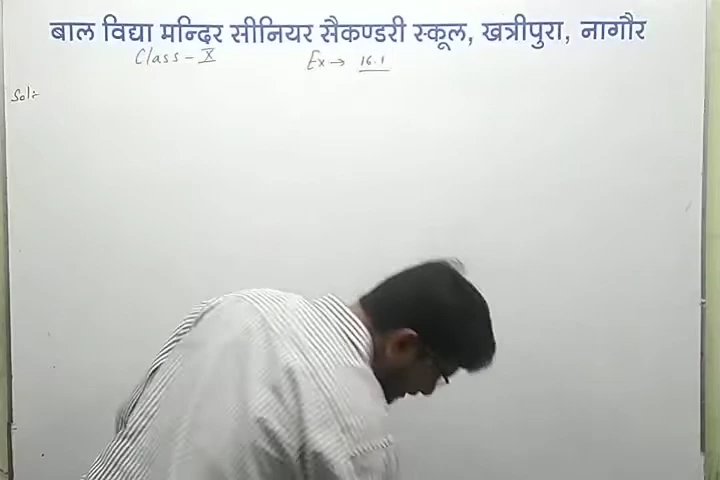 बाल विद्या मन्दिर सीनियर सैकण्डरी स्कूल, खत्रीपुरा, नागौर
Class - X Ex → 16.1
Sol:-